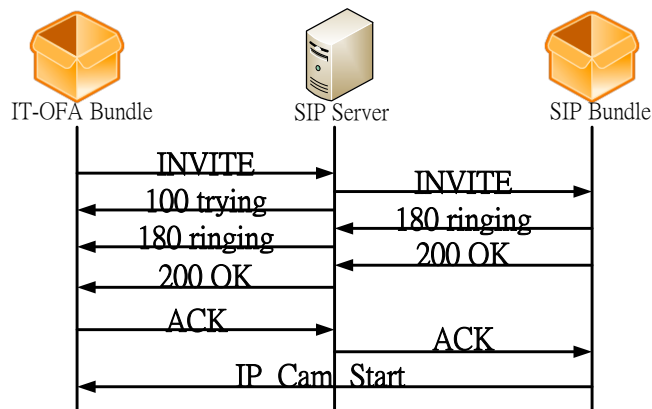 IT-OFA Bundle
SIP Server
SIP Bundle
INVITE
INVITE
100 trying
180 ringing
180 ringing
200 OK
200 OK
ACK
ACK
IP Cam Start